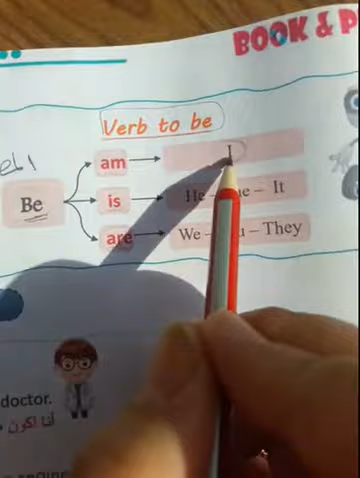 BOOK & P
Verb to be
am I
Be is He – – It
are We – – They
doctor.
أنا أكون